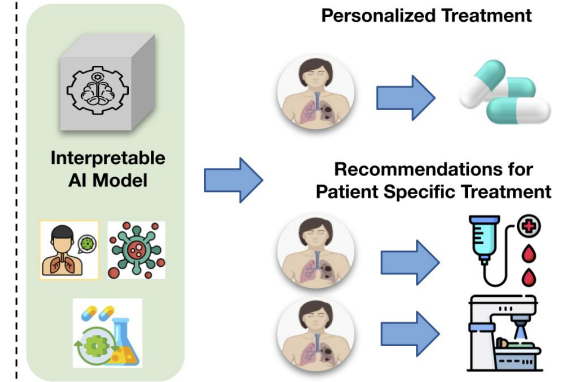 Personalized Treatment
Interpretable
AI Model
Recommendations for
Patient Specific Treatment